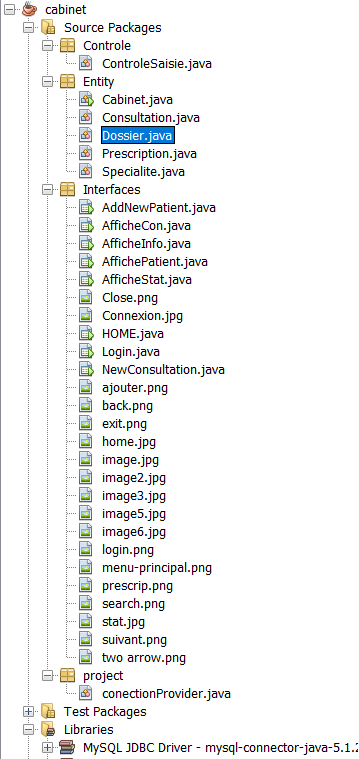 cabinet
Source Packages
Controle
ControleSaisie.java
Entity
Cabinet.java
Consultation.java
Dossier.java
Prescription.java
Specialite.java
Interfaces
AddNewPatient.java
AfficheCon.java
AfficheInfo.java
AffichePatient.java
AfficheStat.java
Close.png
Connexion.jpg
HOME.java
Login.java
NewConsultation.java
ajouter.png
back.png
exit.png
home.jpg
image.jpg
image2.jpg
image3.jpg
image5.jpg
image6.jpg
login.png
menu-principal.png
prescrip.png
search.png
stat.jpg
suivant.png
two arrow.png
project
conectionProvider.java
Test Packages
Libraries
MySQL JDBC Driver - mysql-connector-java-5.1.2